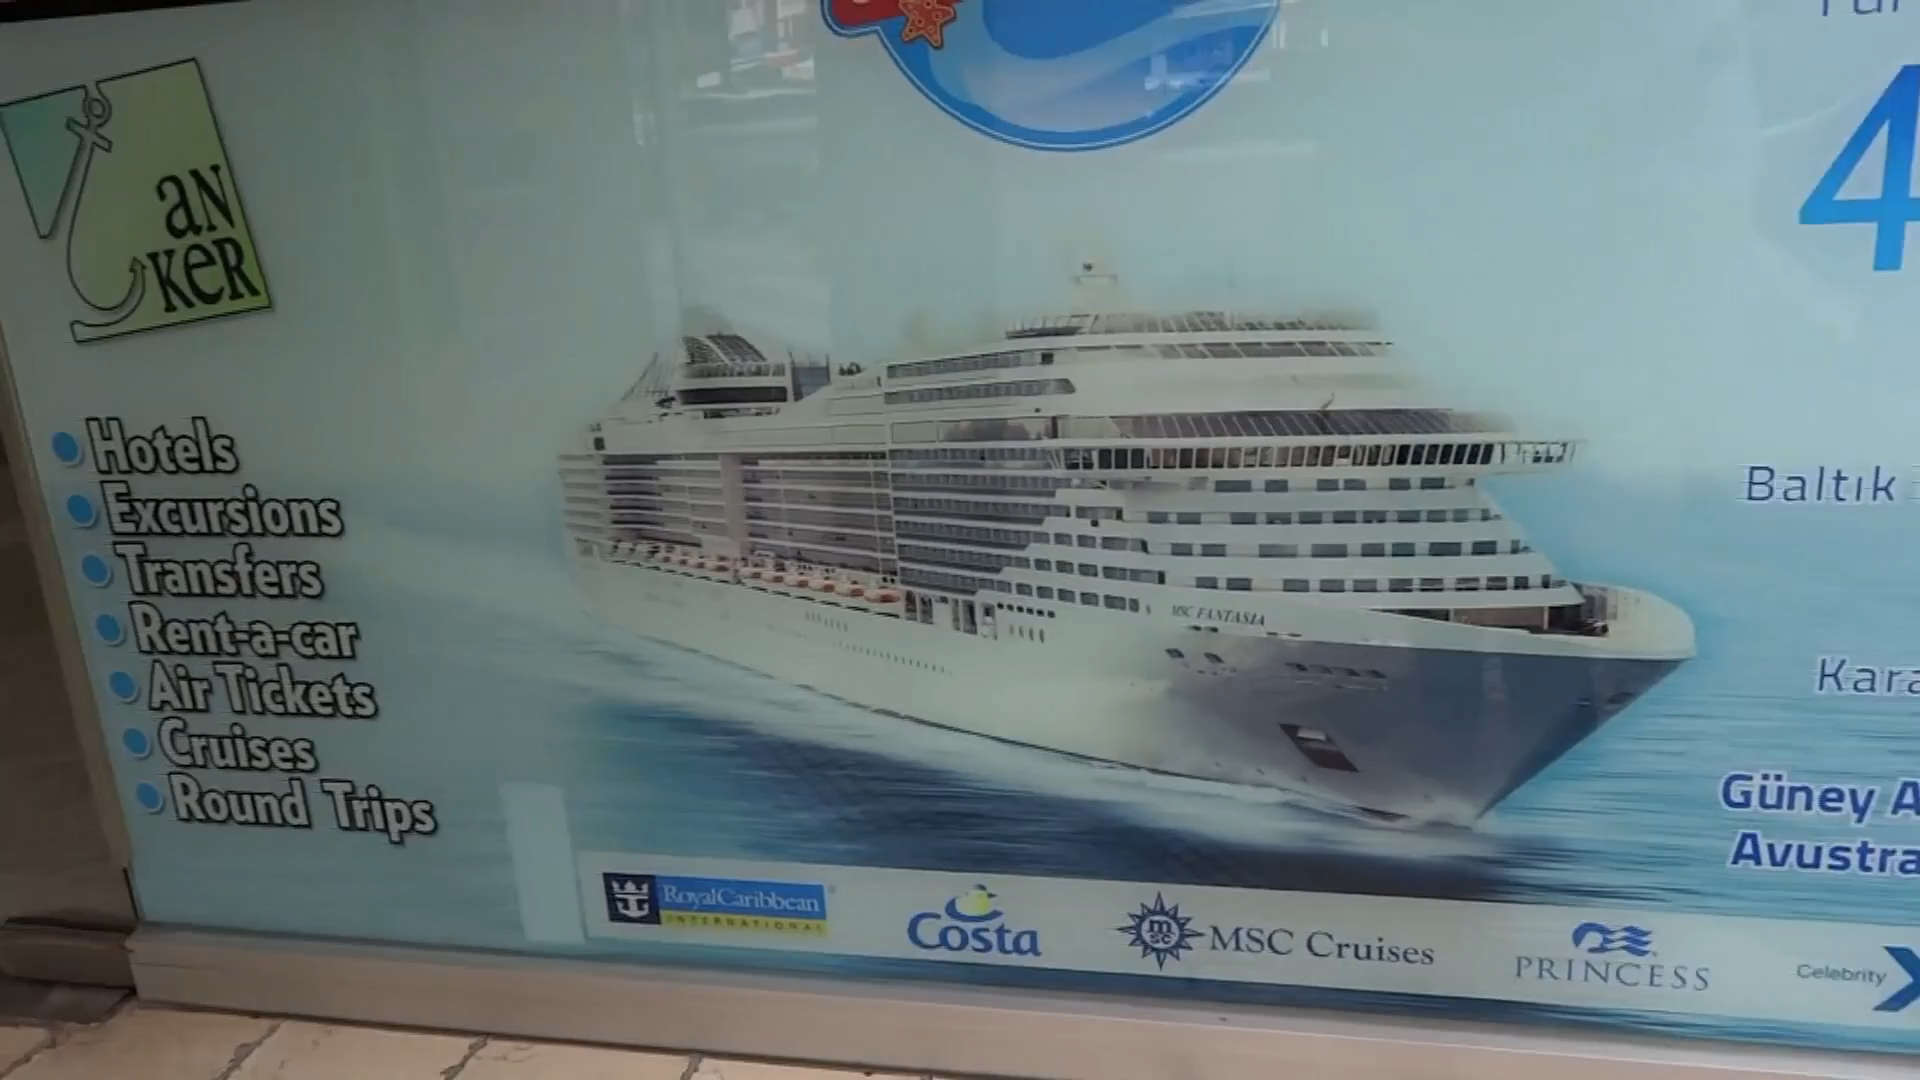 aN
KeR
4
Hotels
Excursions
Transfers
Rent-a-car
Air Tickets
Cruises
Round Trips
MSC FANTASIA
Baltık
Güney
RoyalCaribbean
INTERNATIONAL
Costa
MSC Cruises
PRINCESS
Celebrity X